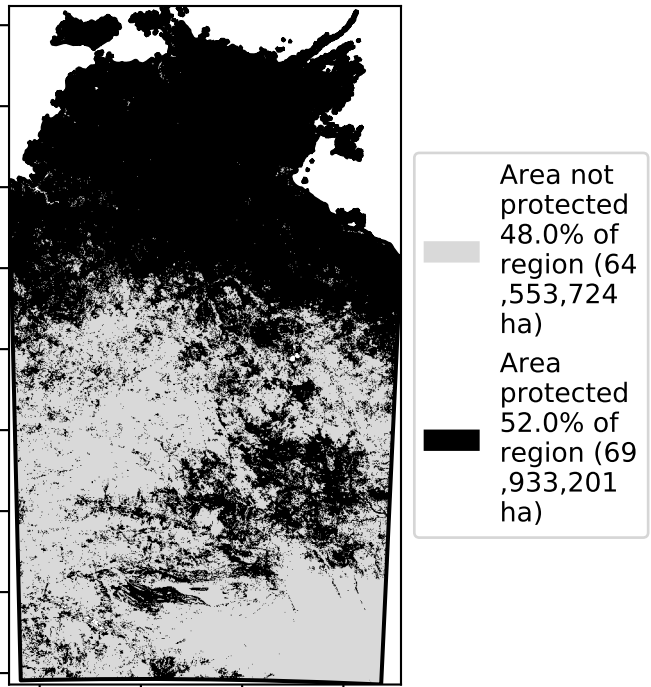 Area not
protected
48.0% of
region (64
,553,724
ha)
Area
protected
52.0% of
region (69
,933,201
ha)